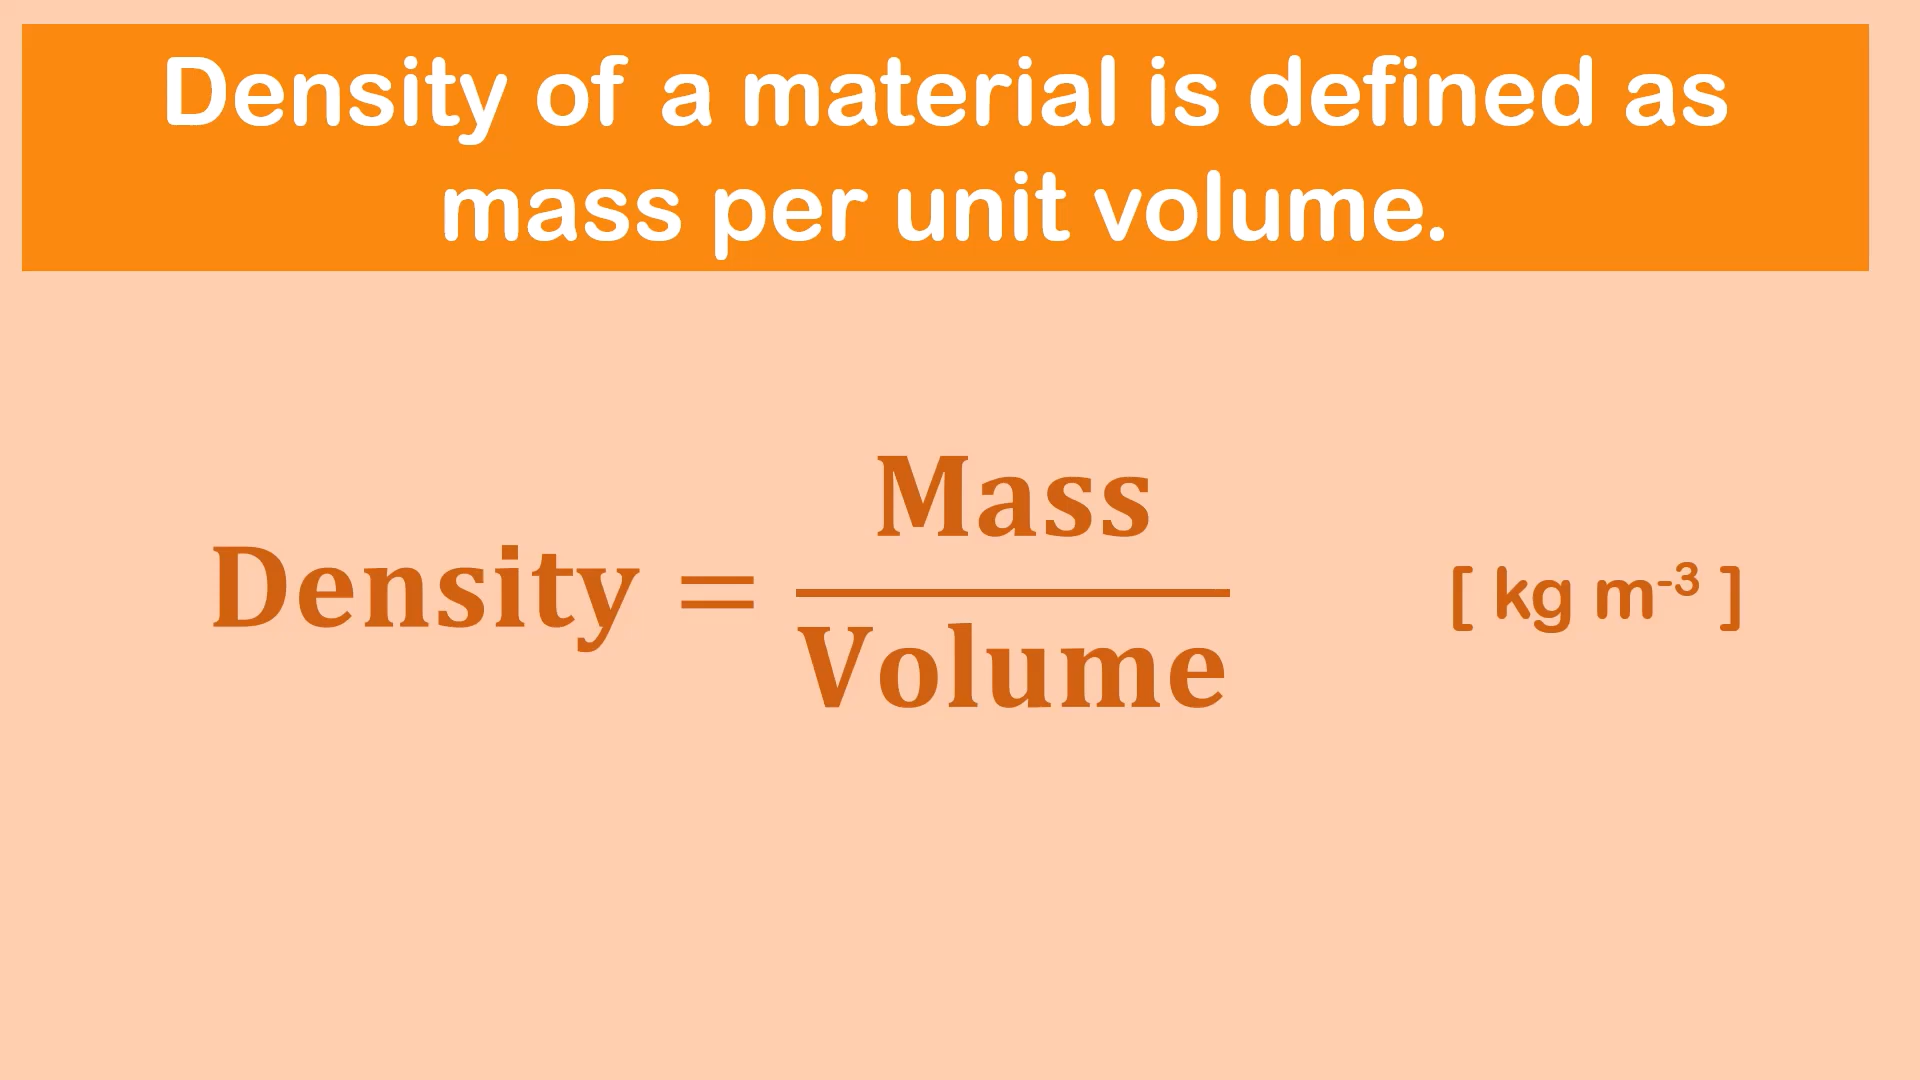 Density of a material is defined as
mass per unit volume.
Density = Mass / Volume [ kg m⁻³ ]